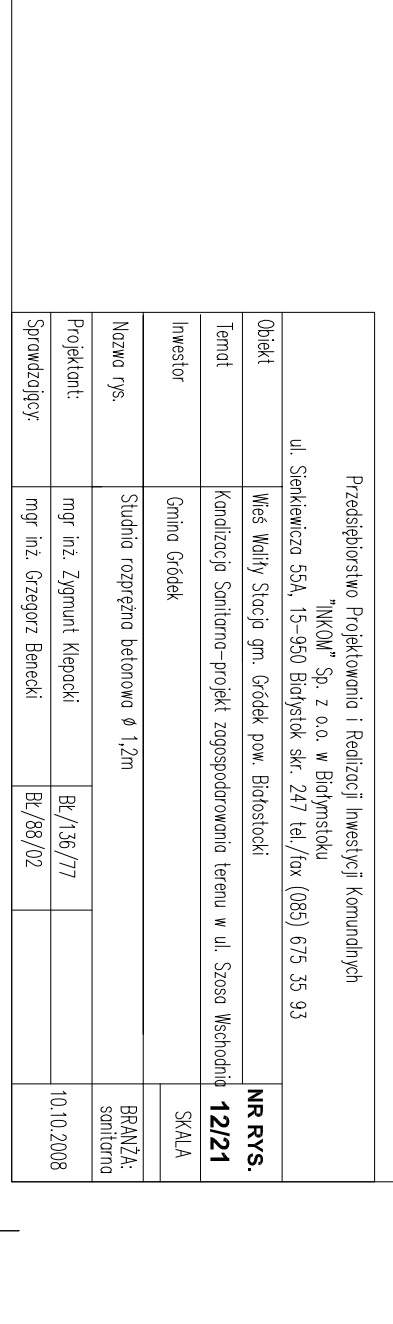 Przedsiębiorstwo Projektowania i Realizacji Inwestycji Komunalnych
"INKOM" Sp. z o.o. w Białymstoku
ul. Sienkiewicza 55A, 15-950 Białystok skr. 247 tel./fax (085) 675 35 93
Obiekt Wieś Waliły Stacja gm. Gródek pow. Białostocki NR RYS.
Temat Kanalizacja Sanitarna-projekt zagospodarowania terenu w ul. Szosa Wschodnia 12/21
Inwestor Gmina Gródek SKALA
Nazwa rys. Studnia rozprężna betonowa ø 1,2m BRANŻA:
sanitarna
Projektant: mgr inż. Zygmunt Klepacki BŁ/136/77 10.10.2008
Sprawdzający: mgr inż. Grzegorz Benecki BŁ/88/02